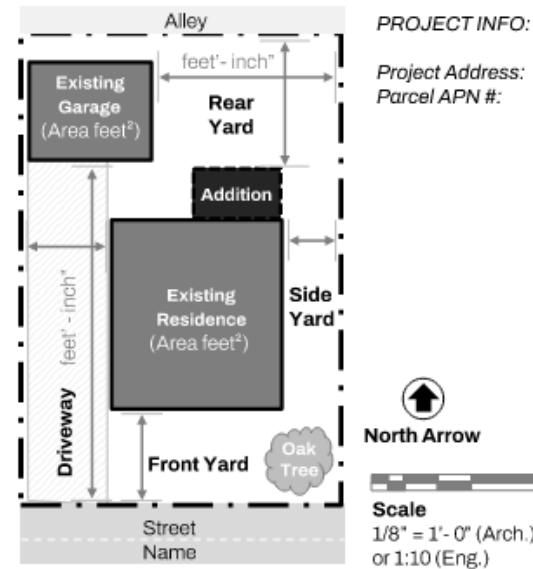 Alley
PROJECT INFO:
Project Address:
Parcel APN #:
feet'- inch"
Existing
Garage
(Area feet²)
Rear
Yard
Addition
Existing
Residence
(Area feet²)
Side
Yard
feet' - inch"
Driveway
Front Yard
Oak
Tree
North Arrow
Scale
1/8" = 1'- 0" (Arch.)
or 1:10 (Eng.)
Street
Name